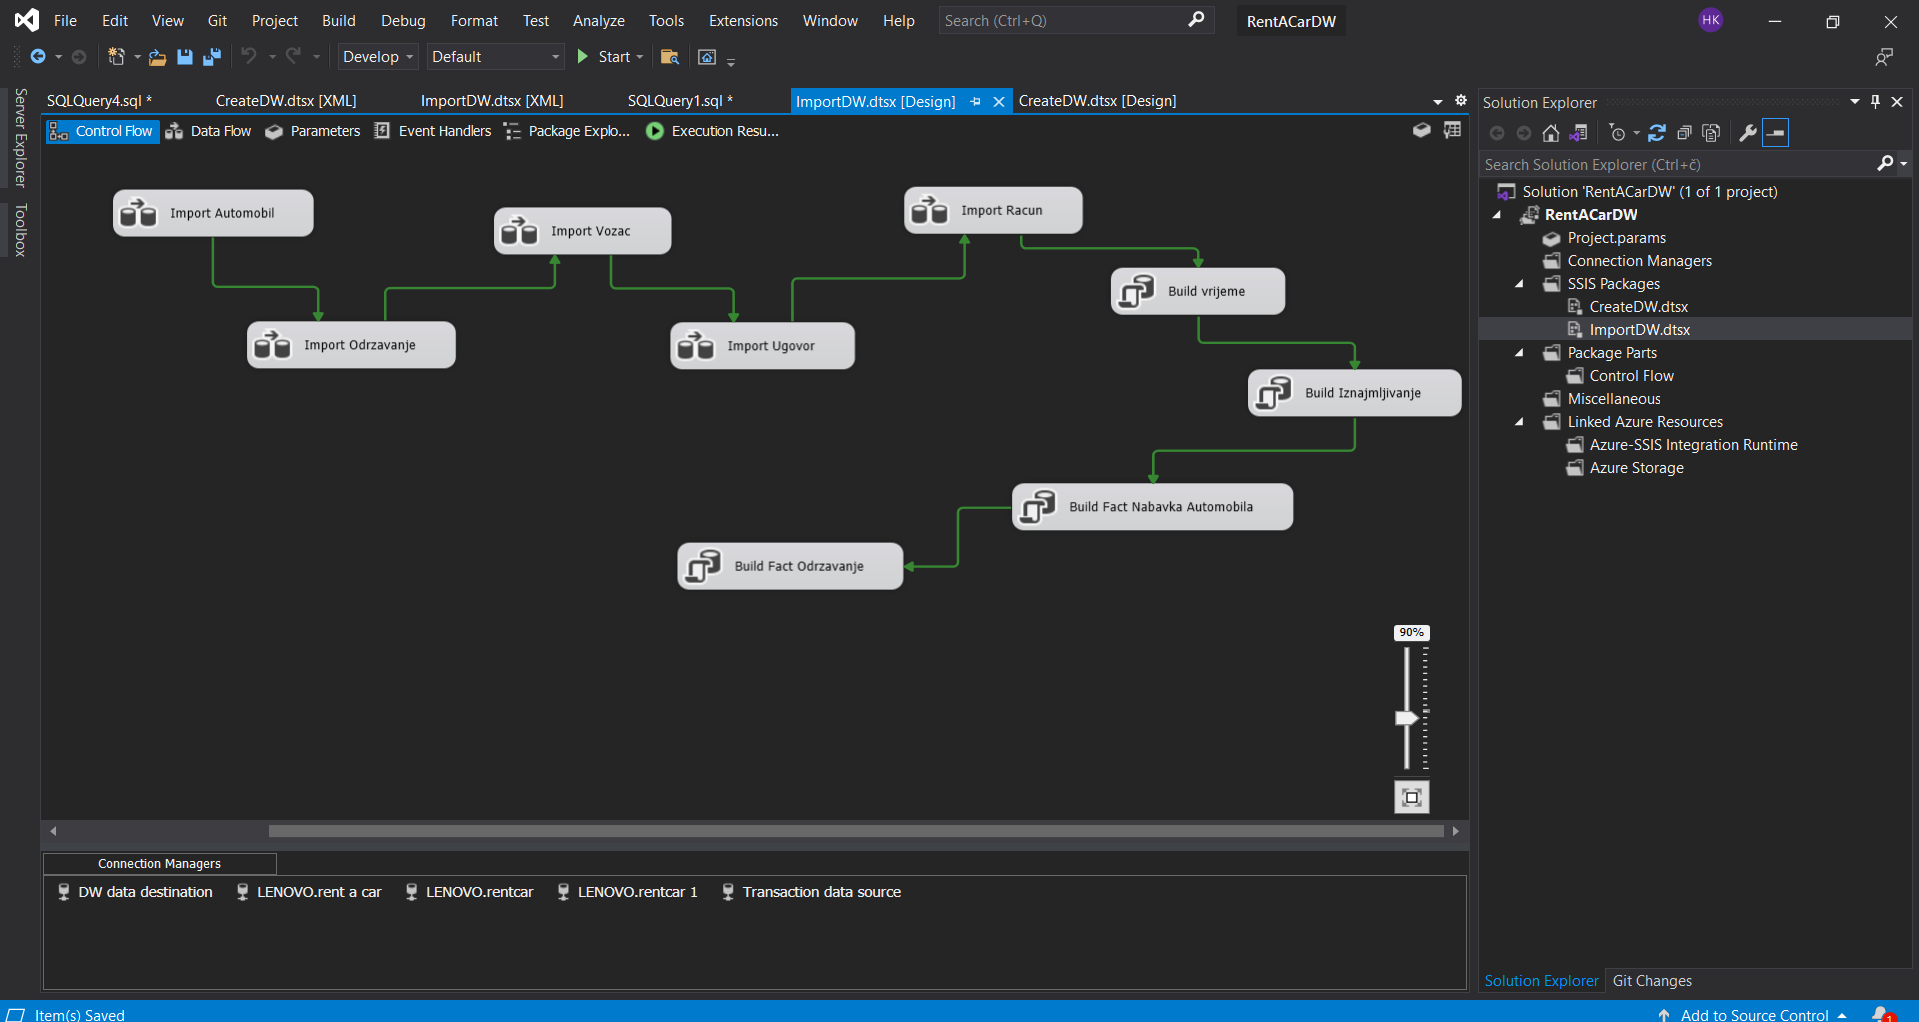 File Edit View Git Project Build Debug Format Test Analyze Tools Extensions Window Help Search (Ctrl+Q) RentACarDW HK
Develop Default Start
SQLQuery4.sql * CreateDW.dtsx [XML] ImportDW.dtsx [XML] SQLQuery1.sql * ImportDW.dtsx [Design] CreateDW.dtsx [Design]
Control Flow Data Flow Parameters Event Handlers Package Explo... Execution Resu...
Server Explorer
Toolbox
Import Automobil
Import Vozac
Import Racun
Build vrijeme
Import Odrzavanje
Import Ugovor
Build Iznajmljivanje
Build Fact Nabavka Automobila
Build Fact Odrzavanje
90%
Connection Managers
DW data destination LENOVO.rent a car LENOVO.rentcar LENOVO.rentcar 1 Transaction data source
Solution Explorer
Search Solution Explorer (Ctrl+č)
Solution 'RentACarDW' (1 of 1 project)
RentACarDW
Project.params
Connection Managers
SSIS Packages
CreateDW.dtsx
ImportDW.dtsx
Package Parts
Control Flow
Miscellaneous
Linked Azure Resources
Azure-SSIS Integration Runtime
Azure Storage
Solution Explorer Git Changes
Item(s) Saved Add to Source Control 1